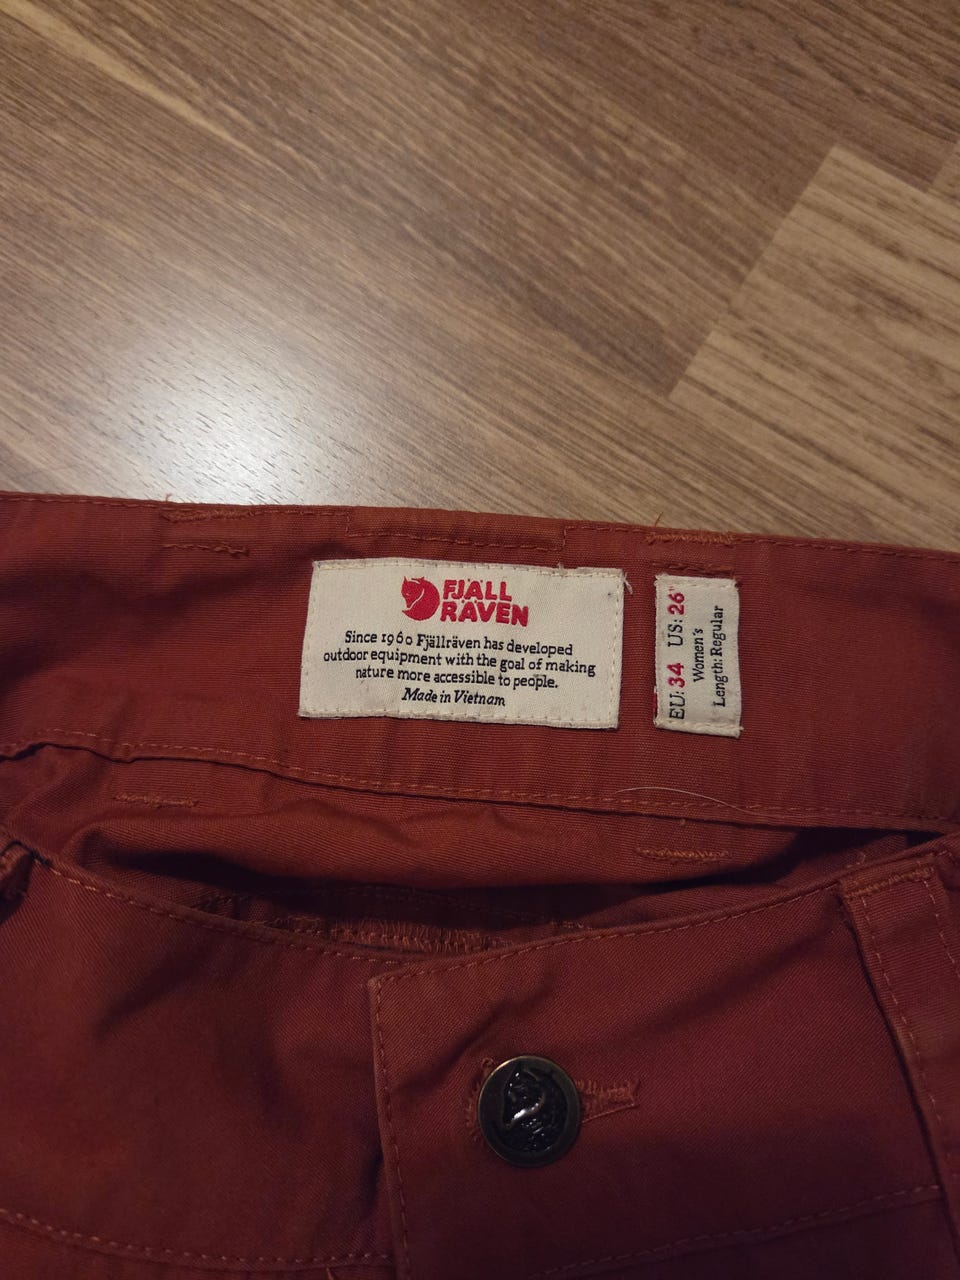 FJÄLL
RÄVEN
Since 1960 Fjällräven has developed
outdoor equipment with the goal of making
nature more accessible to people.
Made in Vietnam
EU: 34 US: 26"
Women's
Length: Regular